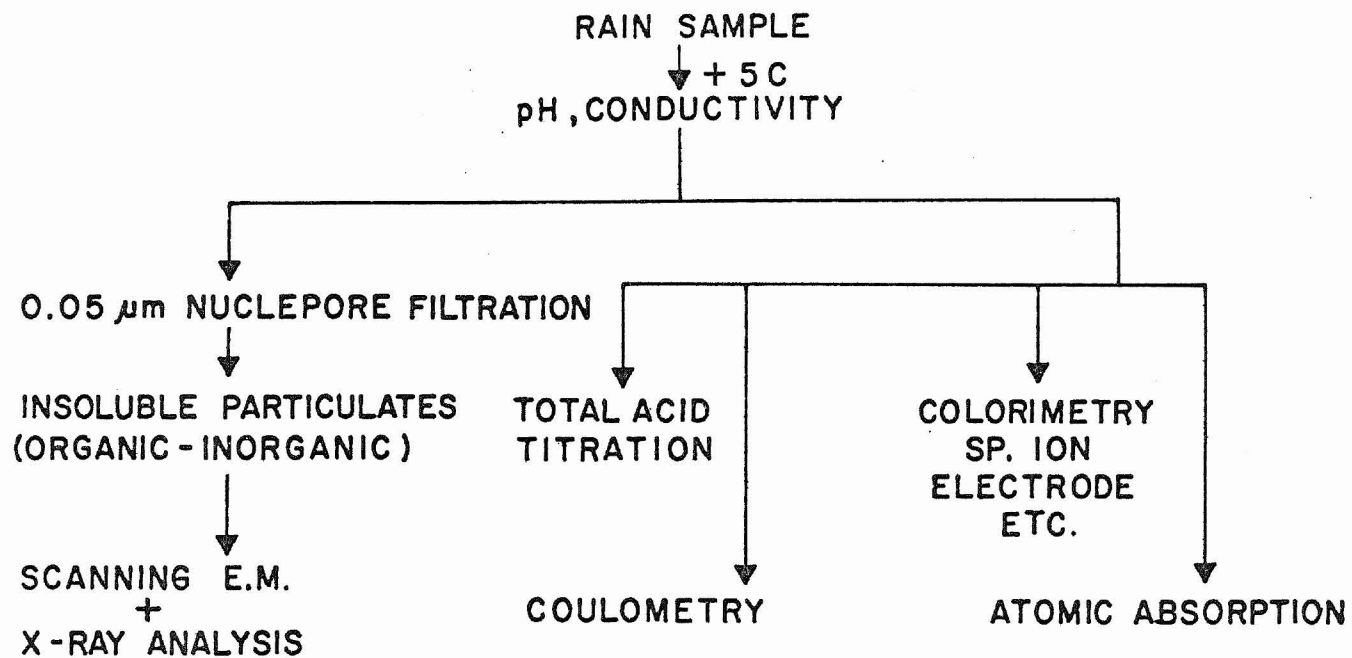 RAIN SAMPLE
+ 5 C
pH, CONDUCTIVITY
0.05 µm NUCLEPORE FILTRATION
INSOLUBLE PARTICULATES
(ORGANIC - INORGANIC)
SCANNING E.M.
+
X-RAY ANALYSIS
TOTAL ACID
TITRATION
COULOMETRY
COLORIMETRY
SP. ION
ELECTRODE
ETC.
ATOMIC ABSORPTION